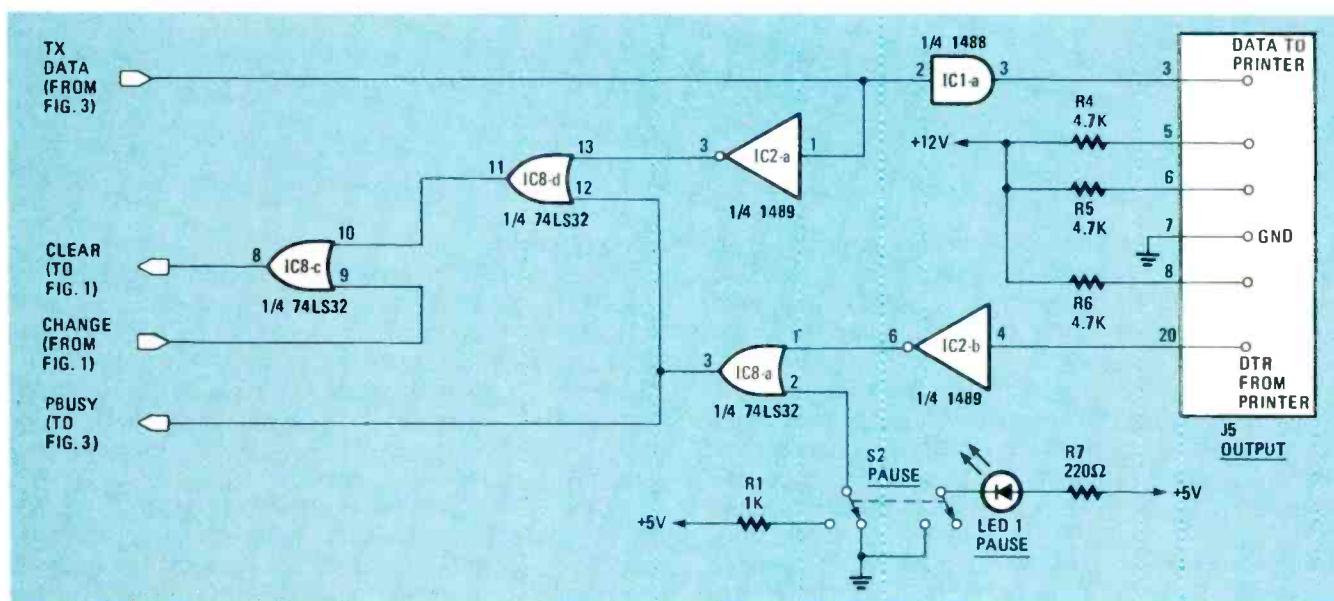 TX
DATA
(FROM
FIG. 3)
1/4 1488
2
IC1-a
3
3
DATA TO
PRINTER
+12V
R4
4.7K
5
R5
4.7K
6
7
GND
R6
4.7K
8
13
12
11
IC8-d
1/4 74LS32
3
IC2-a
1
1/4 1489
CLEAR
(TO
FIG. 1)
8
IC8-c
10
9
1/4 74LS32
CHANGE
(FROM
FIG. 1)
PBUSY
(TO
FIG. 3)
3
IC8-a
1
2
1/4 74LS32
6
IC2-b
4
1/4 1489
20
DTR
FROM
PRINTER
J5
OUTPUT
S2
PAUSE
R1
1K
+5V
LED 1
PAUSE
R7
220Ω
+5V